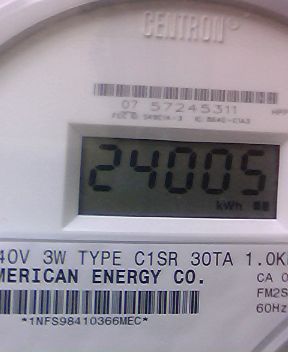 CENTRON®
07 57245311
24005
kWh
40V 3W TYPE C1SR 30TA 1.0K
MERICAN ENERGY CO.
CA 0
FM2S
60Hz
*1NFS98410366MEC*